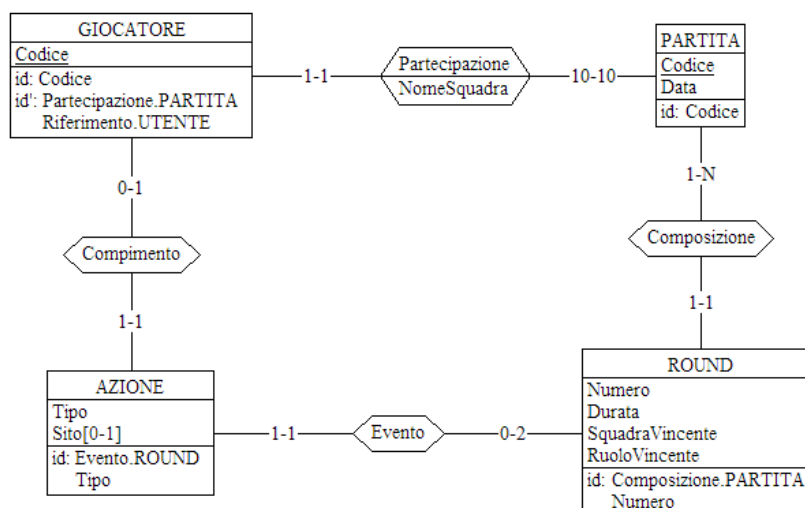 GIOCATORE
Codice
id: Codice
id': Partecipazione.PARTITA
Riferimento.UTENTE
1-1
Partecipazione
NomeSquadra
10-10
PARTITA
Codice
Data
id: Codice
0-1
1-N
Compimento
Composizione
1-1
1-1
AZIONE
Tipo
Sito[0-1]
id: Evento.ROUND
Tipo
1-1
Evento
0-2
ROUND
Numero
Durata
SquadraVincente
RuoloVincente
id: Composizione.PARTITA
Numero